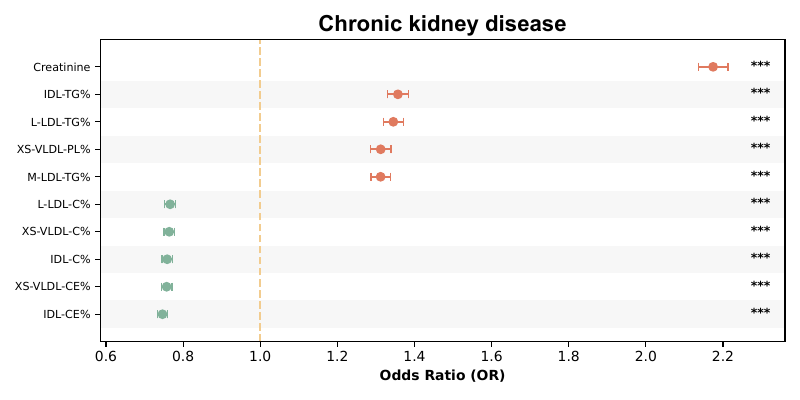 Chronic kidney disease
Creatinine ***
IDL-TG% ***
L-LDL-TG% ***
XS-VLDL-PL% ***
M-LDL-TG% ***
L-LDL-C% ***
XS-VLDL-C% ***
IDL-C% ***
XS-VLDL-CE% ***
IDL-CE% ***
0.6 0.8 1.0 1.2 1.4 1.6 1.8 2.0 2.2
Odds Ratio (OR)